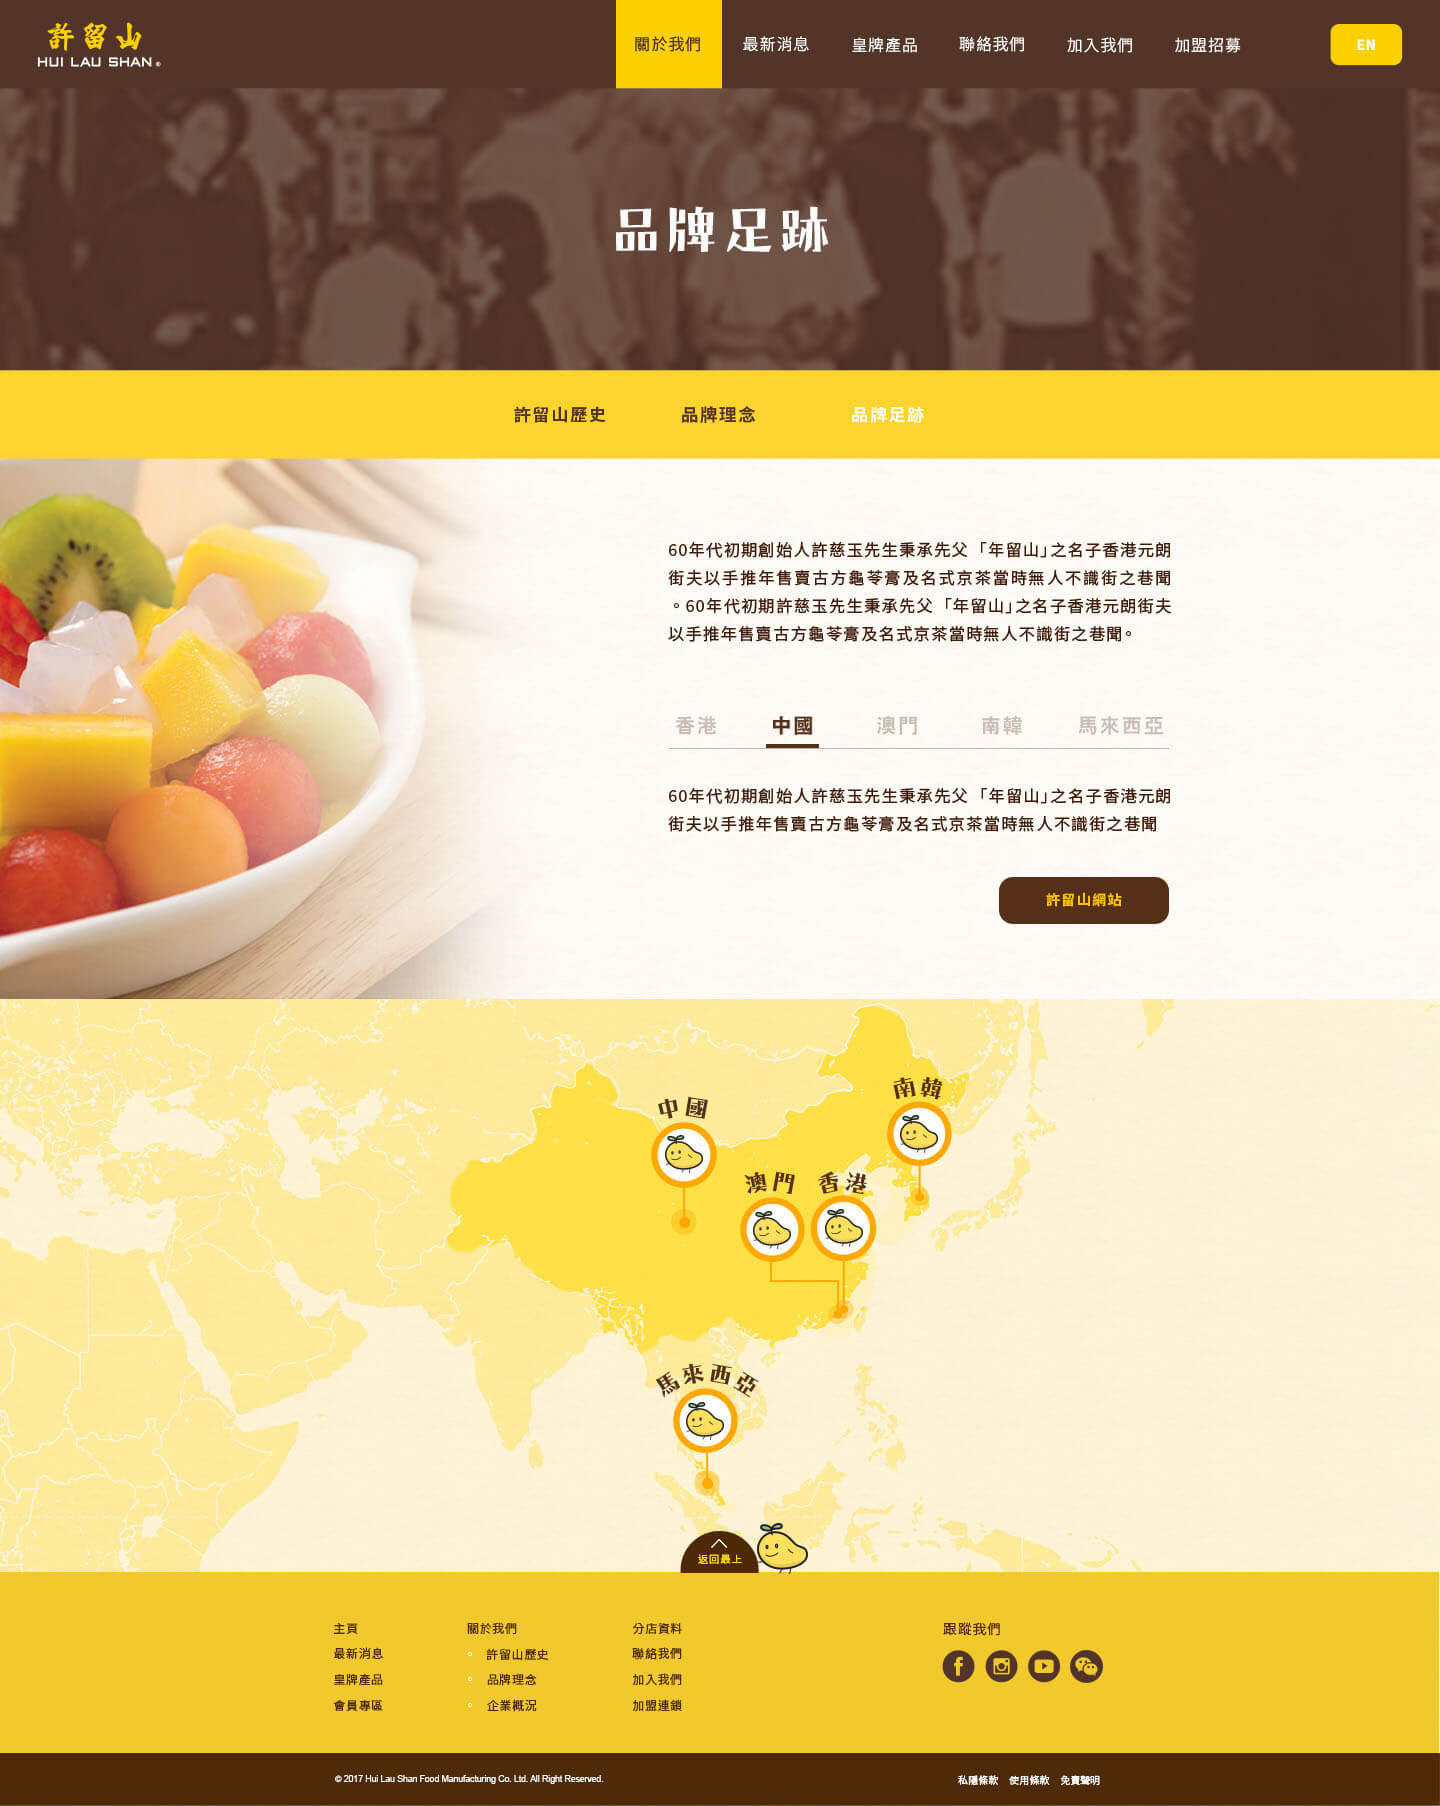 許留山
HUI LAU SHAN®
關於我們 最新消息 皇牌產品 聯絡我們 加入我們 加盟招募 EN
品牌足跡
許留山歷史 品牌理念 品牌足跡
60年代初期創始人許慈玉先生秉承先父「年留山」之名子香港元朗
街夫以手推年售賣古方龜苓膏及名式京茶當時無人不識街之巷聞
。60年代初期許慈玉先生秉承先父「年留山」之名子香港元朗街夫
以手推年售賣古方龜苓膏及名式京茶當時無人不識街之巷聞。
香港 中國 澳門 南韓 馬來西亞
60年代初期創始人許慈玉先生秉承先父「年留山」之名子香港元朗
街夫以手推年售賣古方龜苓膏及名式京茶當時無人不識街之巷聞
許留山網站
南韓
中國
澳門 香港
馬來西亞
返回最上
主頁 關於我們 分店資料 跟蹤我們
最新消息 許留山歷史 聯絡我們
皇牌產品 品牌理念 加入我們
會員專區 企業概況 加盟連鎖
© 2017 Hui Lau Shan Food Manufacturing Co. Ltd. All Right Reserved. 私隱條款 使用條款 免責聲明